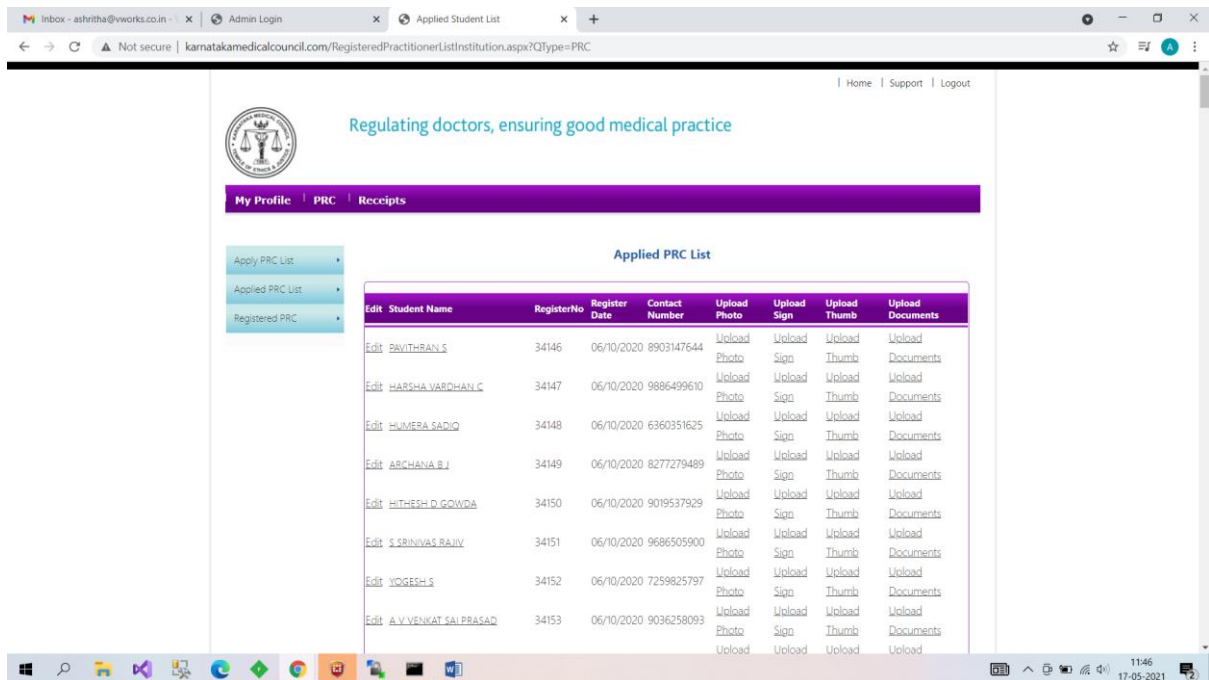 Inbox - ashritha@vworks.co.in -
Admin Login
Applied Student List
Not secure | karnatakamedicalcouncil.com/RegisteredPractitionerListInstitution.aspx?QType=PRC
A
| Home | Support | Logout
KARNATAKA MEDICAL COUNCIL
TEMPLE OF ETHICS & JUSTICE
Regulating doctors, ensuring good medical practice
My Profile | PRC | Receipts
Apply PRC List
Applied PRC List
Registered PRC
Applied PRC List
Edit Student Name RegisterNo Register Date Contact Number Upload Photo Upload Sign Upload Thumb Upload Documents
Edit PAVITHRAN S 34146 06/10/2020 8903147644 Upload Photo Upload Sign Upload Thumb Upload Documents
Edit HARSHA VARDHAN C 34147 06/10/2020 9886499610 Upload Photo Upload Sign Upload Thumb Upload Documents
Edit HUMERA SADIQ 34148 06/10/2020 6360351625 Upload Photo Upload Sign Upload Thumb Upload Documents
Edit ARCHANA B J 34149 06/10/2020 8277279489 Upload Photo Upload Sign Upload Thumb Upload Documents
Edit HITHESH D GOWDA 34150 06/10/2020 9019537929 Upload Photo Upload Sign Upload Thumb Upload Documents
Edit S SRINIVAS RAJIV 34151 06/10/2020 9686505900 Upload Photo Upload Sign Upload Thumb Upload Documents
Edit YOGESH S 34152 06/10/2020 7259825797 Upload Photo Upload Sign Upload Thumb Upload Documents
Edit A V VENKAT SAI PRASAD 34153 06/10/2020 9036258093 Upload Photo Upload Sign Upload Thumb Upload Documents
Upload Upload Upload Upload
11:46
17-05-2021